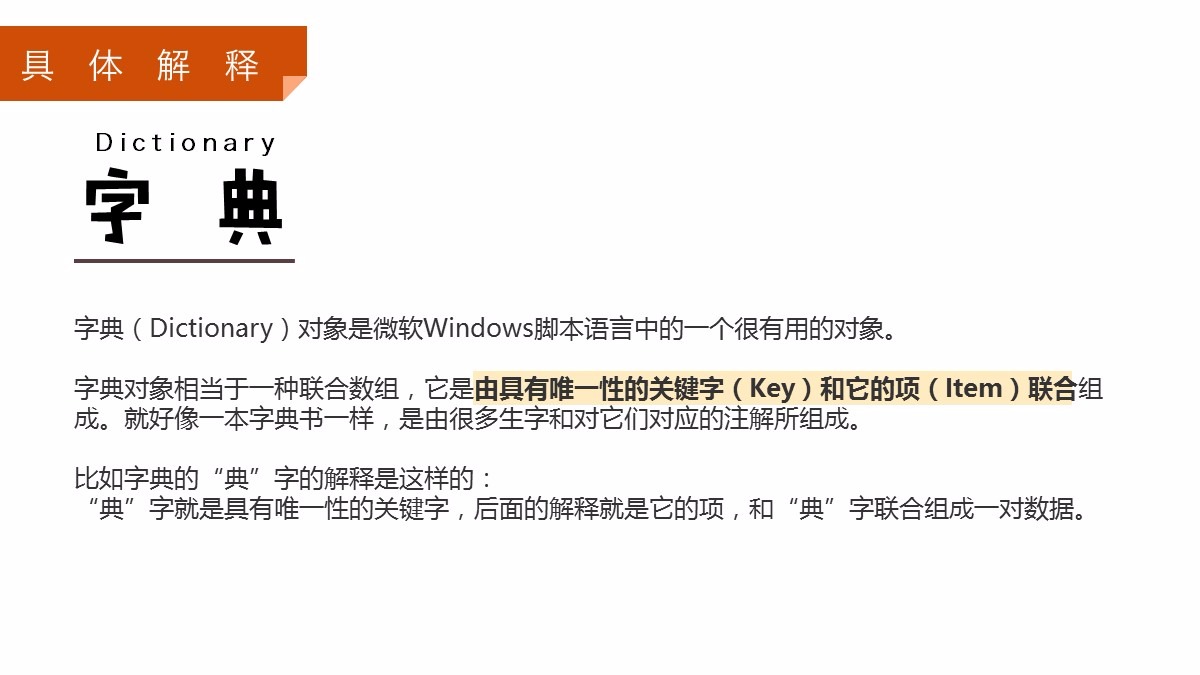 具体解释
Dictionary
字典
字典（Dictionary）对象是微软Windows脚本语言中的一个很有用的对象。
字典对象相当于一种联合数组，它是由具有唯一性的关键字（Key）和它的项（Item）联合组
成。就好像一本字典书一样，是由很多生字和对它们对应的注解所组成。
比如字典的“典”字的解释是这样的：
“典”字就是具有唯一性的关键字，后面的解释就是它的项，和“典”字联合组成一对数据。